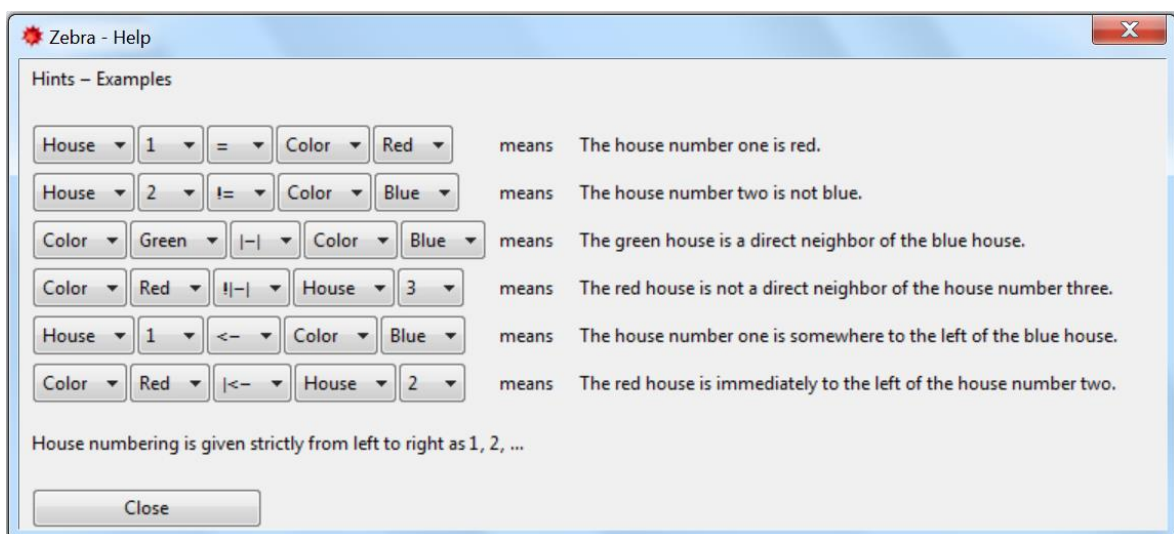 Zebra - Help
X
Hints – Examples
House 1 = Color Red means The house number one is red.
House 2 != Color Blue means The house number two is not blue.
Color Green |–| Color Blue means The green house is a direct neighbor of the blue house.
Color Red !|–| House 3 means The red house is not a direct neighbor of the house number three.
House 1 <– Color Blue means The house number one is somewhere to the left of the blue house.
Color Red |<– House 2 means The red house is immediately to the left of the house number two.
House numbering is given strictly from left to right as 1, 2, ...
Close